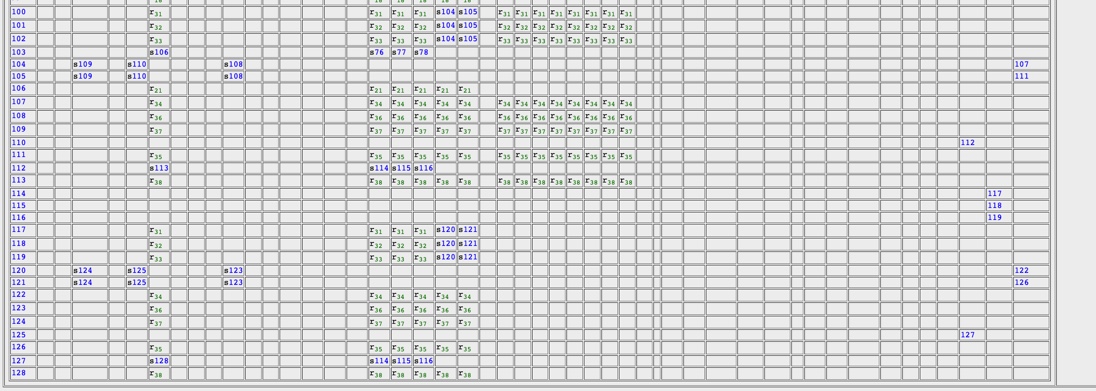 100 r31 r31 r31 r31 s104 s105 r31 r31 r31 r31 r31 r31 r31 r31
101 r32 r32 r32 r32 s104 s105 r32 r32 r32 r32 r32 r32 r32 r32
102 r33 r33 r33 r33 s104 s105 r33 r33 r33 r33 r33 r33 r33 r33
103 s106 s76 s77 s78
104 s109 s110 s108 107
105 s109 s110 s108 111
106 r21 r21 r21 r21 r21 r21
107 r34 r34 r34 r34 r34 r34 r34 r34 r34 r34 r34 r34 r34 r34
108 r36 r36 r36 r36 r36 r36 r36 r36 r36 r36 r36 r36 r36 r36
109 r37 r37 r37 r37 r37 r37 r37 r37 r37 r37 r37 r37 r37 r37
110 112
111 r35 r35 r35 r35 r35 r35 r35 r35 r35 r35 r35 r35 r35 r35
112 s113 s114 s115 s116
113 r38 r38 r38 r38 r38 r38 r38 r38 r38 r38 r38 r38 r38 r38
114 117
115 118
116 119
117 r31 r31 r31 r31 s120 s121
118 r32 r32 r32 r32 s120 s121
119 r33 r33 r33 r33 s120 s121
120 s124 s125 s123 122
121 s124 s125 s123 126
122 r34 r34 r34 r34 r34 r34
123 r36 r36 r36 r36 r36 r36
124 r37 r37 r37 r37 r37 r37
125 127
126 r35 r35 r35 r35 r35 r35
127 s128 s114 s115 s116
128 r38 r38 r38 r38 r38 r38